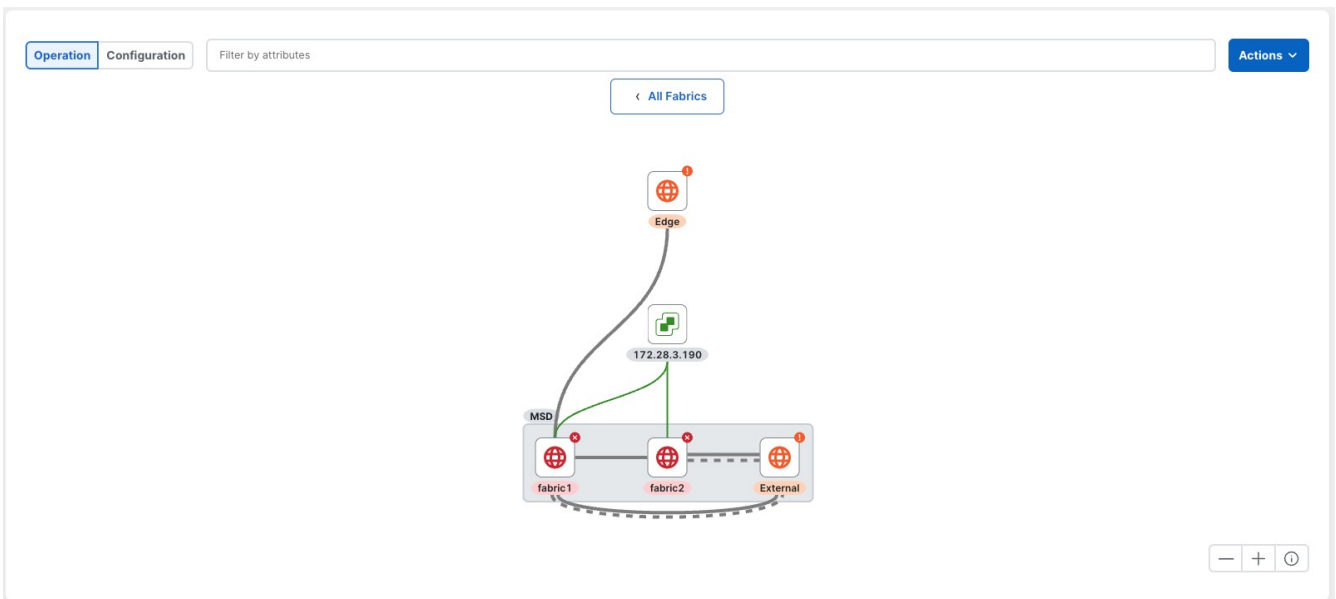 Operation
Configuration
Filter by attributes
Actions
All Fabrics
Edge
172.28.3.190
MSD
fabric1
fabric2
External